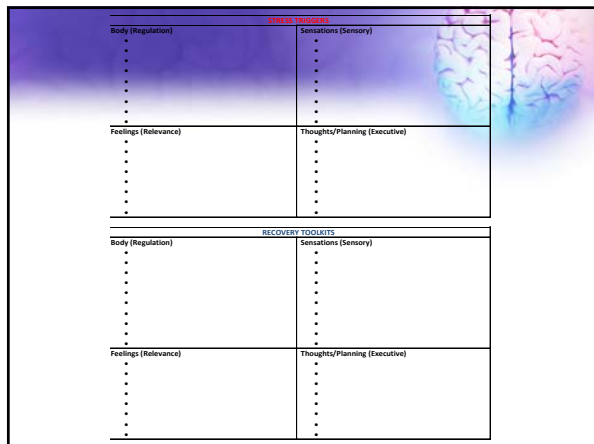 STRESS TRIGGERS
Body (Regulation) Sensations (Sensory)
Feelings (Relevance) Thoughts/Planning (Executive)
RECOVERY TOOLKITS
Body (Regulation) Sensations (Sensory)
Feelings (Relevance) Thoughts/Planning (Executive)